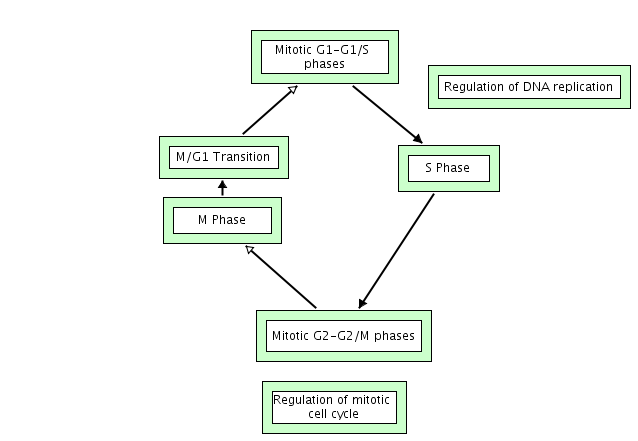 Mitotic G1-G1/S
phases
Regulation of DNA replication
M/G1 Transition
S Phase
M Phase
Mitotic G2-G2/M phases
Regulation of mitotic
cell cycle